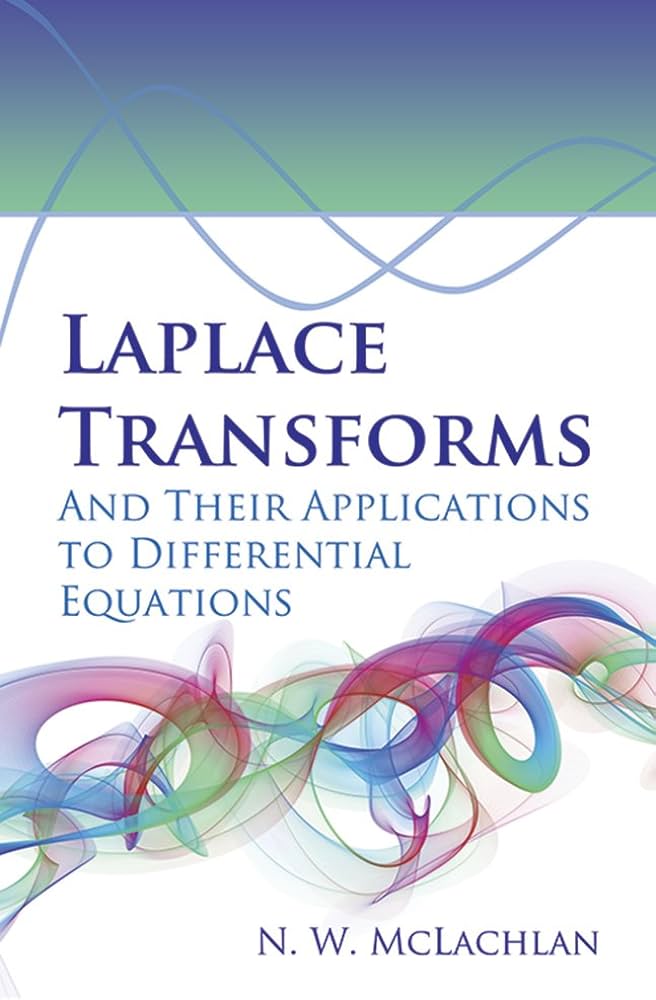 LAPLACE
TRANSFORMS
AND THEIR APPLICATIONS
TO DIFFERENTIAL
EQUATIONS
N. W. MCLACHLAN